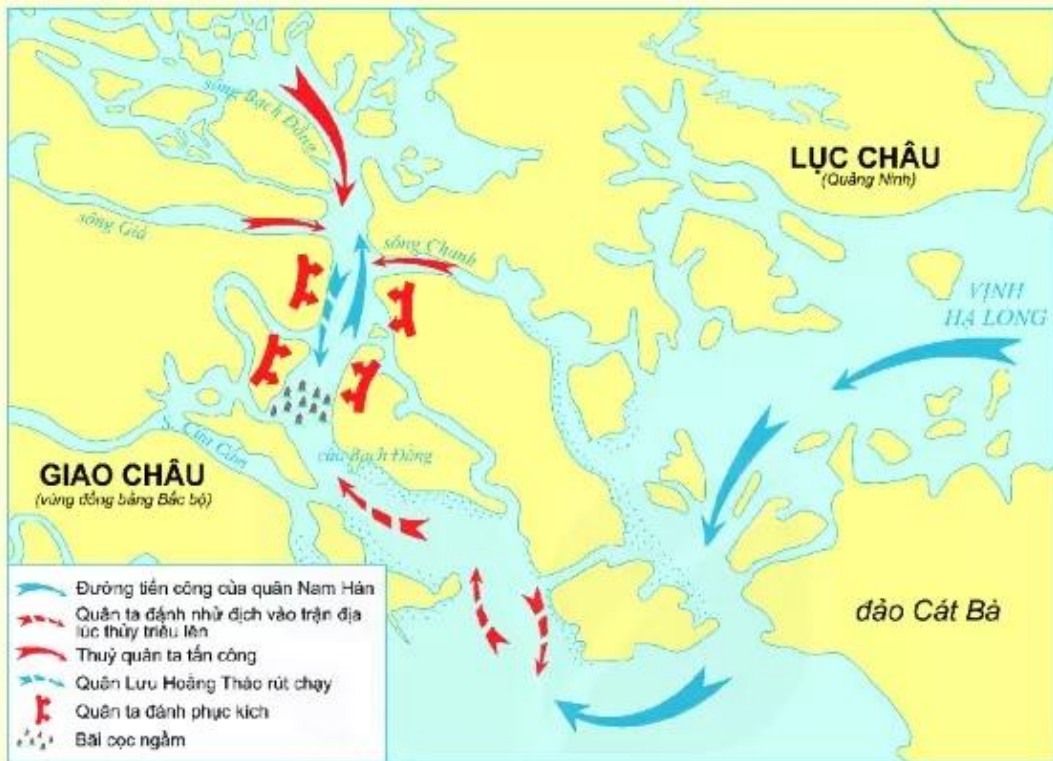 sông Bạch Đằng
LỤC CHÂU
(Quảng Ninh)
sông Giá
sông Chanh
VỊNH
HẠ LONG
S. Cửa Cấm
cửa Bạch Đằng
GIAO CHÂU
(vùng đồng bằng Bắc bộ)
đảo Cát Bà
Đường tiến công của quân Nam Hán
Quân ta đánh nhử địch vào trận địa
lúc thủy triều lên
Thuỷ quân ta tấn công
Quân Lưu Hoằng Tháo rút chạy
Quân ta đánh phục kích
Bãi cọc ngầm